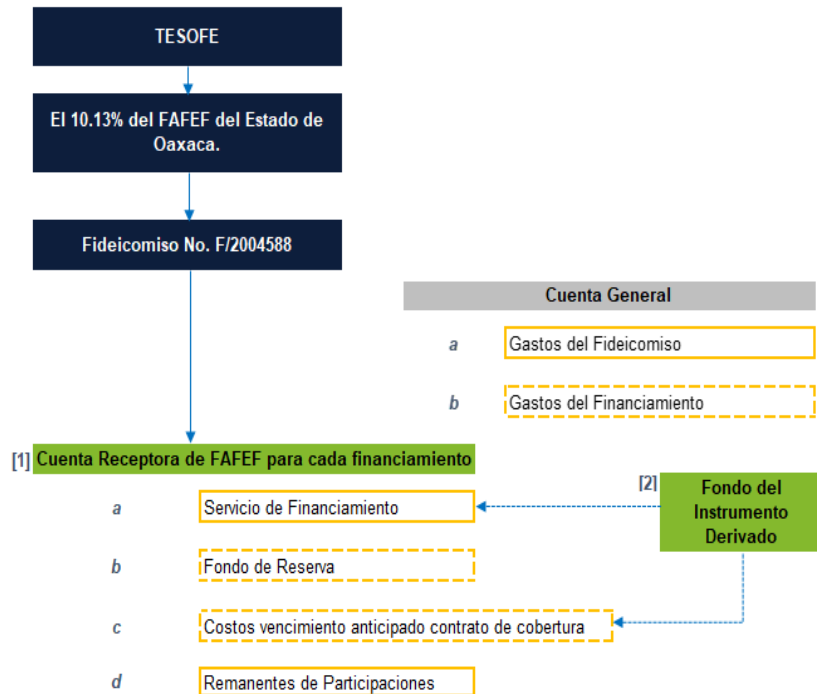 TESOFE
El 10.13% del FAFEF del Estado de
Oaxaca.
Fideicomiso No. F/2004588
Cuenta General
a Gastos del Fideicomiso
b Gastos del Financiamiento
[1] Cuenta Receptora de FAFEF para cada financiamiento
[2] Fondo del
Instrumento
Derivado
a Servicio de Financiamiento
b Fondo de Reserva
c Costos vencimiento anticipado contrato de cobertura
d Remanentes de Participaciones